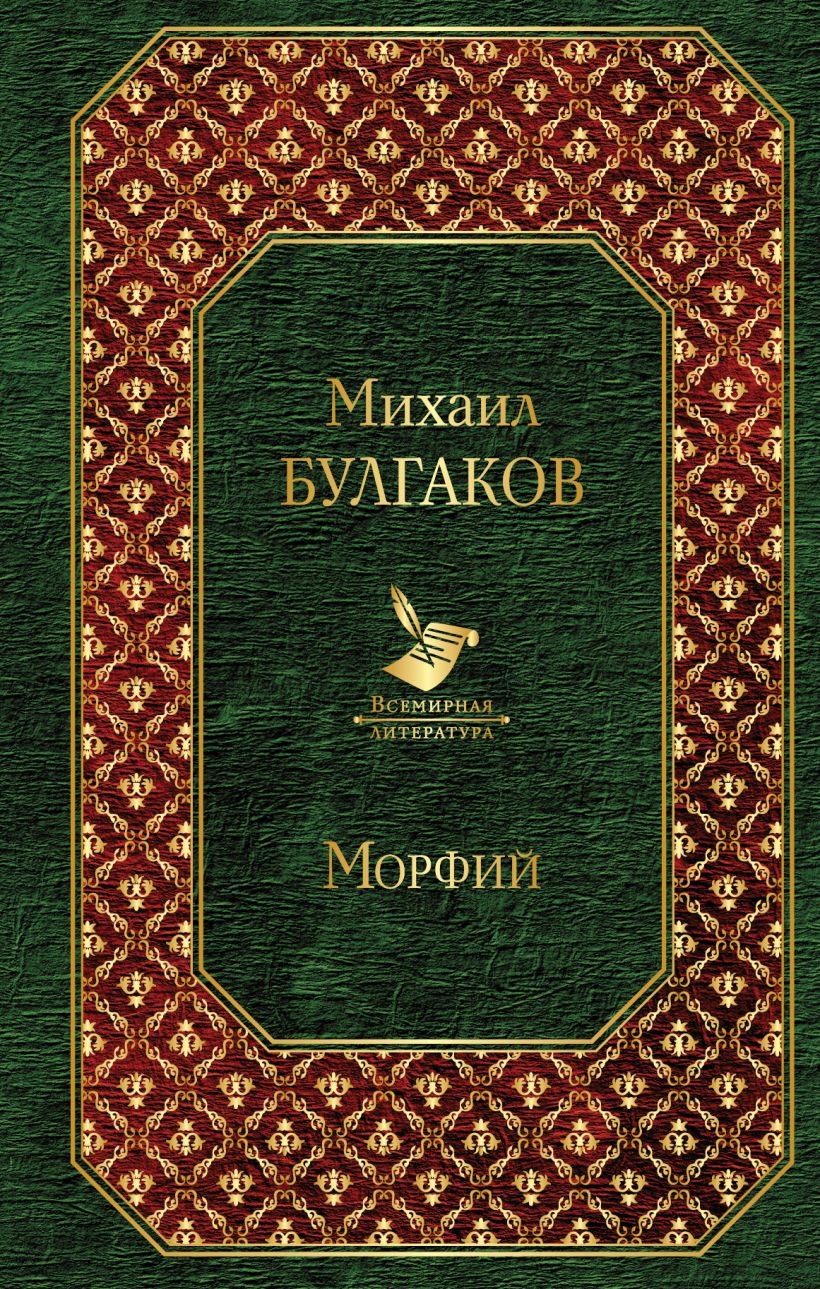 Михаил
БУЛГАКОВ
Всемирная
литература
Морфий